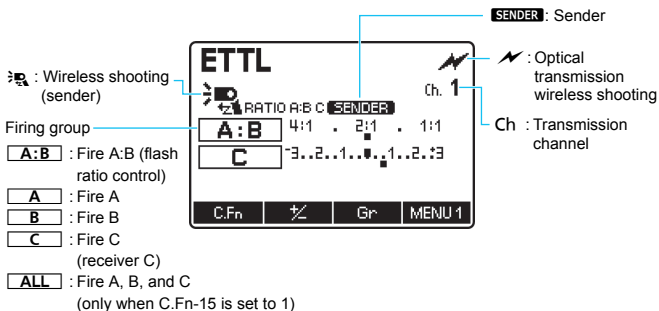 SENDER : Sender
ETTL
: Wireless shooting
(sender)
: Optical
transmission
wireless shooting
Ch. 1
RATIO A:B C SENDER
Firing group
A:B 4:1 . 2:1 . 1:1
Ch : Transmission
channel
C -3..2..1..0..1..2..+3
A:B : Fire A:B (flash
ratio control)
A : Fire A
B : Fire B
C : Fire C
(receiver C)
ALL : Fire A, B, and C
(only when C.Fn-15 is set to 1)
C.Fn +/- Gr MENU 1